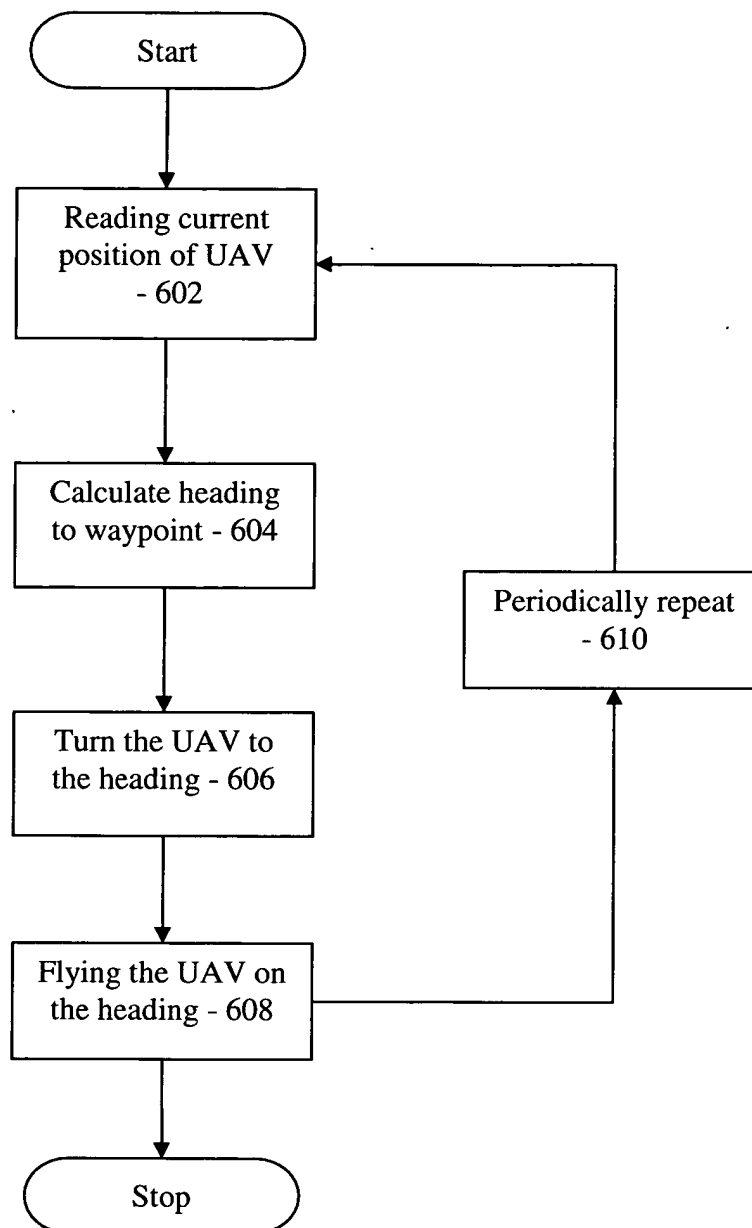 Start
Reading current
position of UAV
- 602
Calculate heading
to waypoint - 604
Periodically repeat
- 610
Turn the UAV to
the heading - 606
Flying the UAV on
the heading - 608
Stop